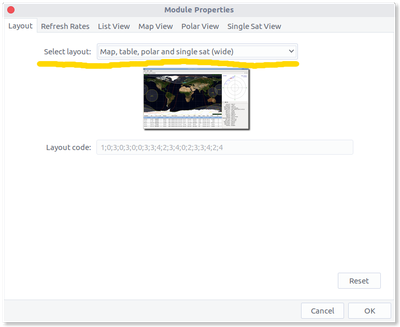 Module Properties
Layout Refresh Rates List View Map View Polar View Single Sat View
Select layout: Map, table, polar and single sat (wide)
Layout code: 1;0;3;0;3;0;0;3;3;4;2;3;4;0;2;3;3;4;2;4
Reset
Cancel OK